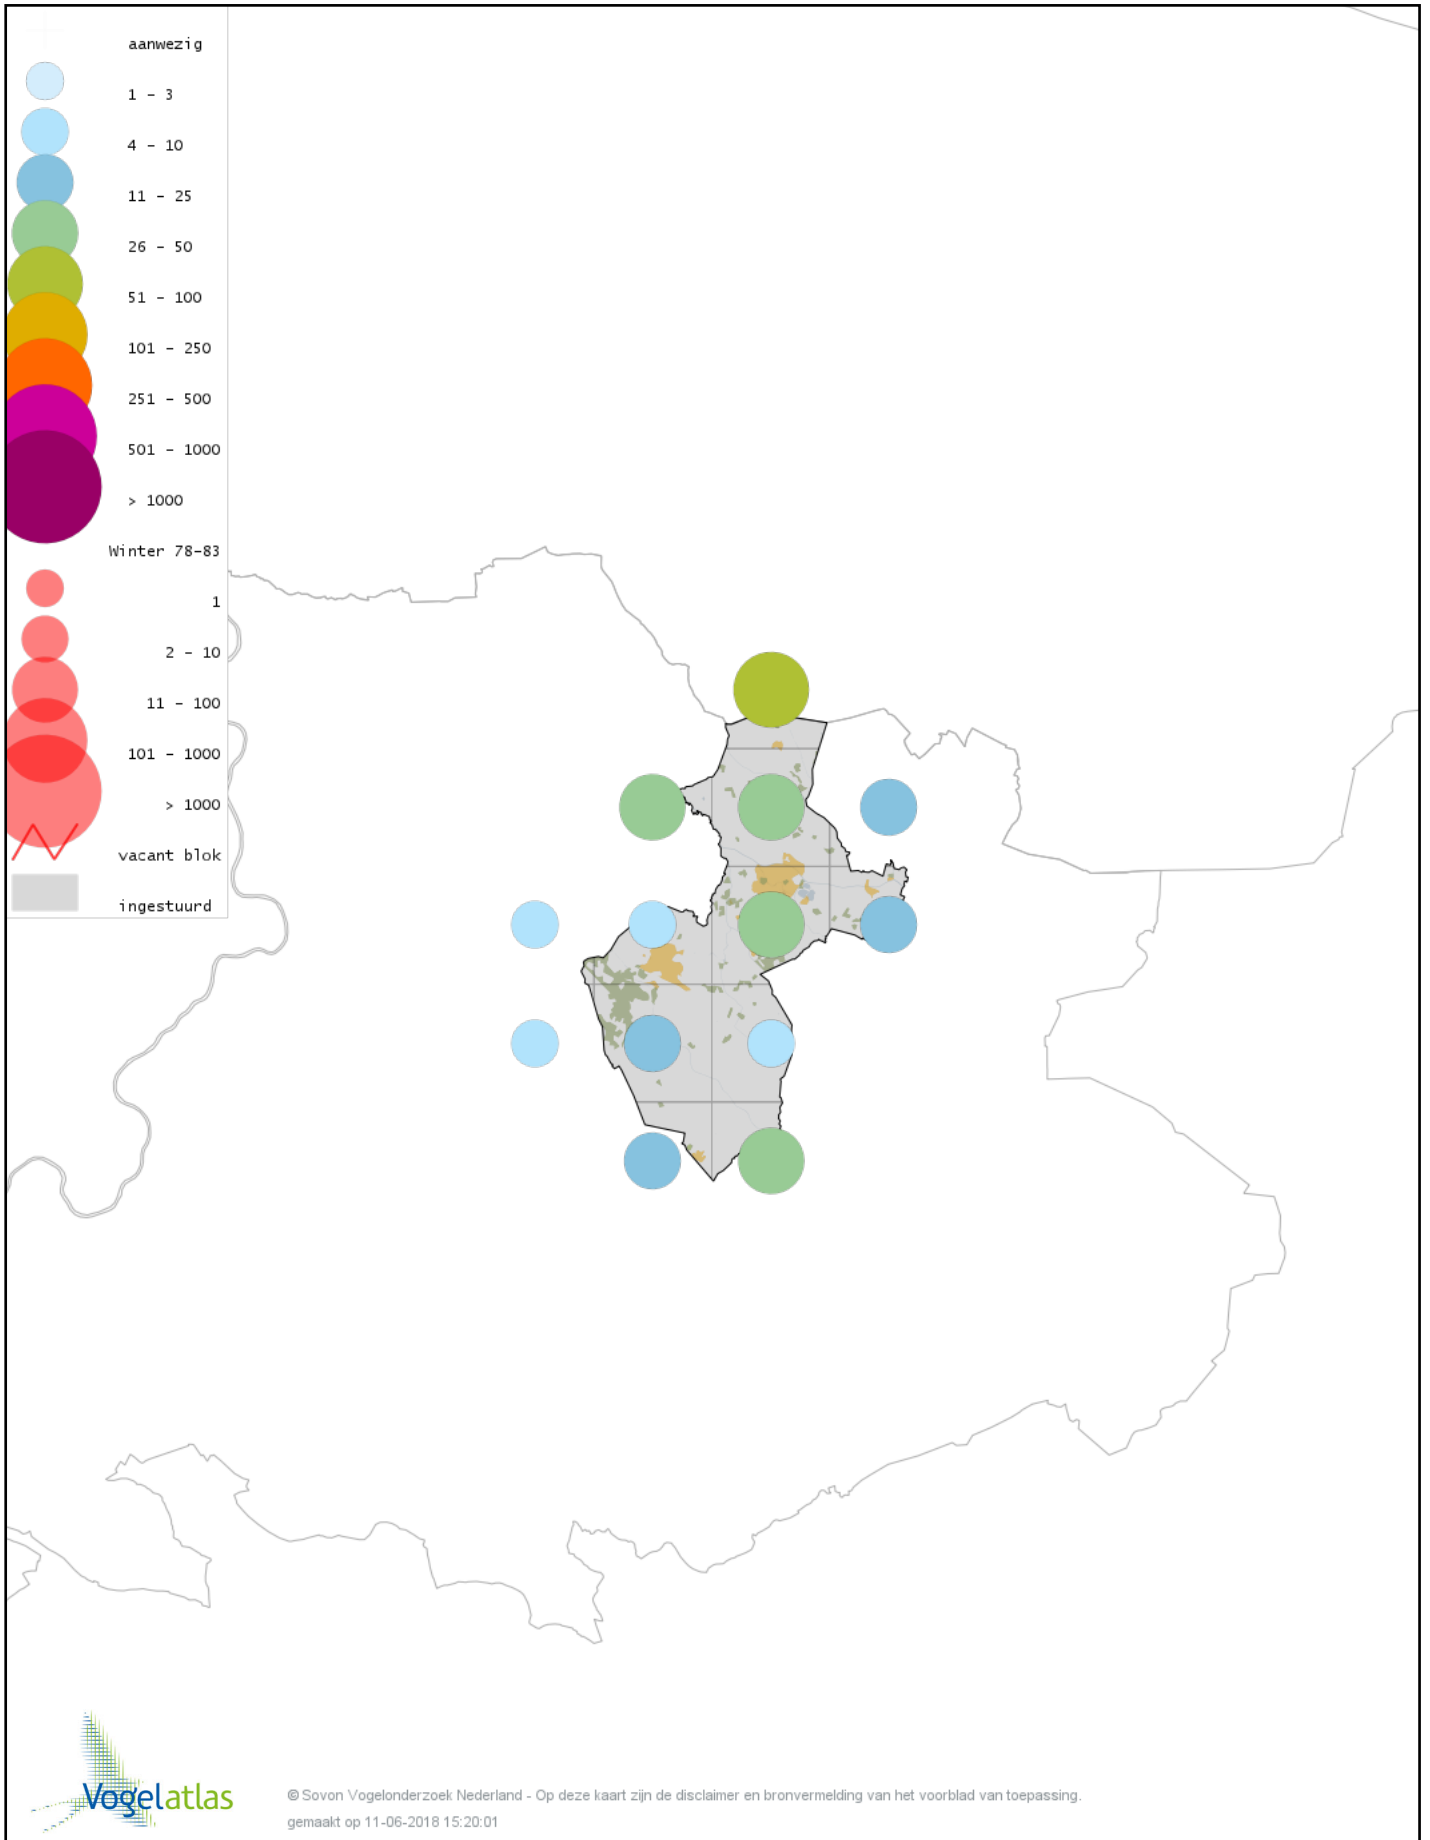 aanwezig
1 - 3
4 - 10
11 - 25
26 - 50
51 - 100
101 - 250
251 - 500
501 - 1000
> 1000
Winter 78-83
1
2 - 10
11 - 100
101 - 1000
> 1000
vacant blok
ingestuurd
Vogelatlas
© Sovon Vogelonderzoek Nederland - Op deze kaart zijn de disclaimer en bronvermelding van het voorblad van toepassing.
gemaakt op 11-06-2018 15:20:01